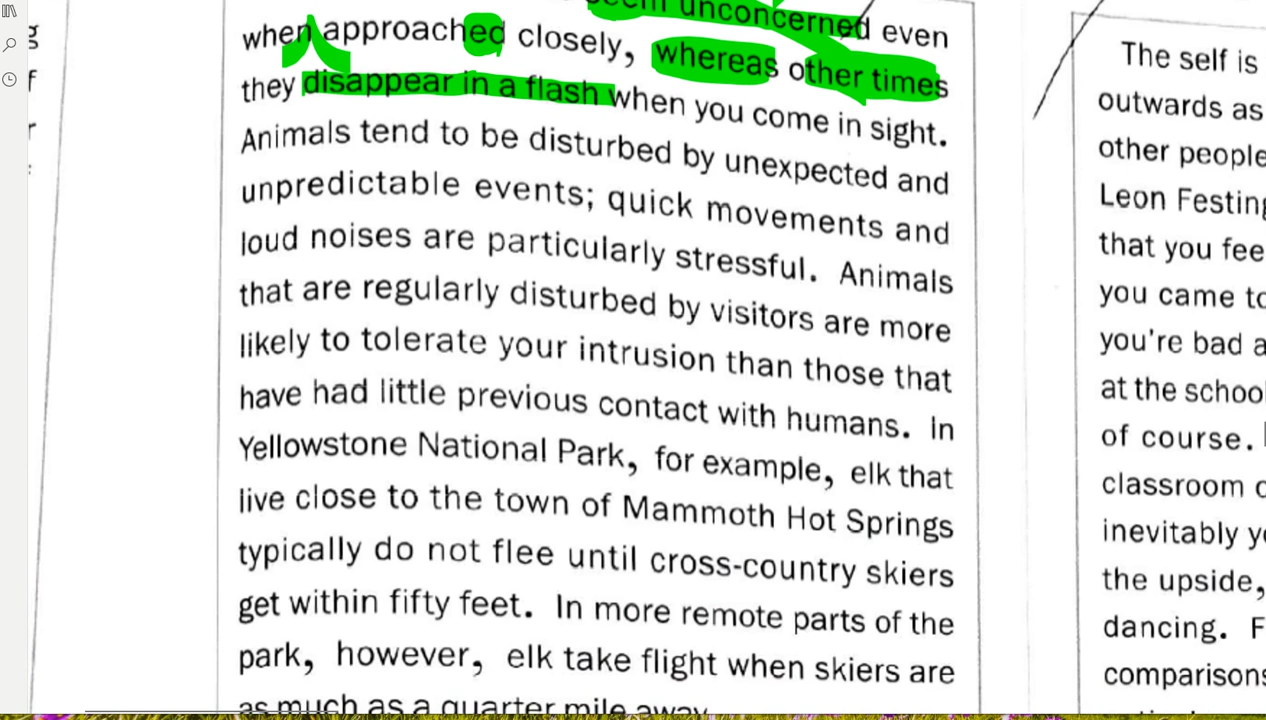 g
f
r
seem unconcerned even
when approached closely, whereas other times
they disappear in a flash when you come in sight.
Animals tend to be disturbed by unexpected and
unpredictable events; quick movements and
loud noises are particularly stressful. Animals
that are regularly disturbed by visitors are more
likely to tolerate your intrusion than those that
have had little previous contact with humans. In
Yellowstone National Park, for example, elk that
live close to the town of Mammoth Hot Springs
typically do not flee until cross-country skiers
get within fifty feet. In more remote parts of the
park, however, elk take flight when skiers are
as much as a quarter mile away.
The self is
outwards as
other people
Leon Festing
that you fee
you came to
you're bad a
at the school
of course.
classroom
inevitably y
the upside,
dancing. F
comparisons